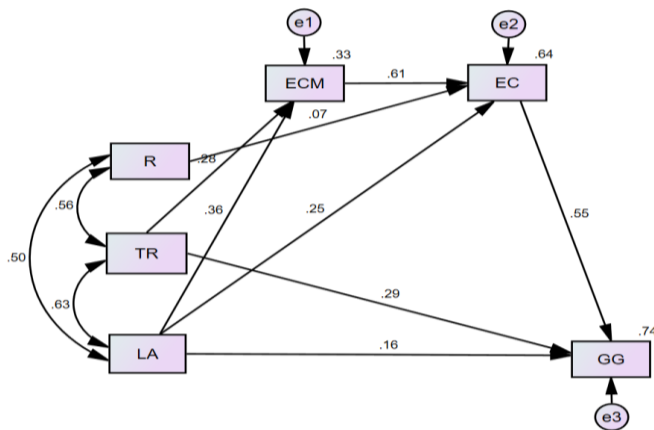 e1
e2
.33
.64
ECM
.61
EC
.07
R
.28
.56
.36
.25
.55
.50
TR
.63
.29
.74
LA
.16
GG
e3